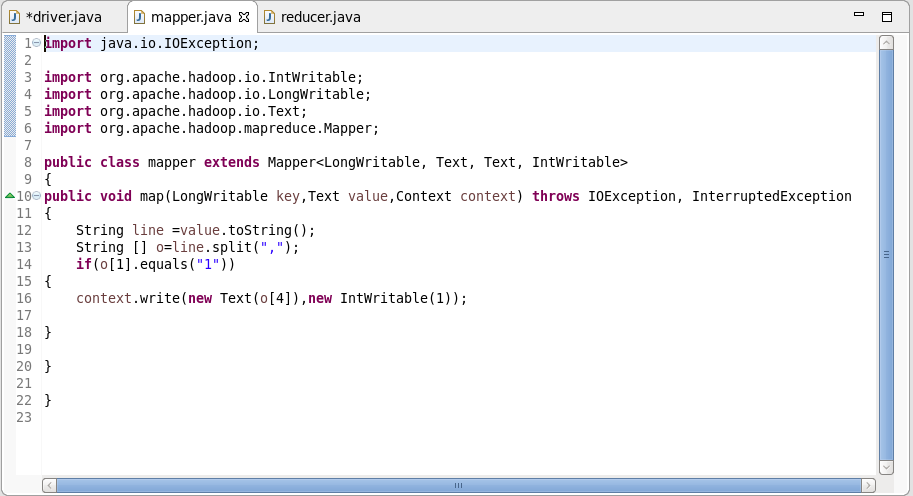 *driver.java mapper.java reducer.java
1 import java.io.IOException;
2
3 import org.apache.hadoop.io.IntWritable;
4 import org.apache.hadoop.io.LongWritable;
5 import org.apache.hadoop.io.Text;
6 import org.apache.hadoop.mapreduce.Mapper;
7
8 public class mapper extends Mapper<LongWritable, Text, Text, IntWritable>
9 {
10 public void map(LongWritable key,Text value,Context context) throws IOException, InterruptedException
11 {
12     String line =value.toString();
13     String [] o=line.split(",");
14     if(o[1].equals("1"))
15 {
16     context.write(new Text(o[4]),new IntWritable(1));
17
18 }
19
20 }
21
22 }
23